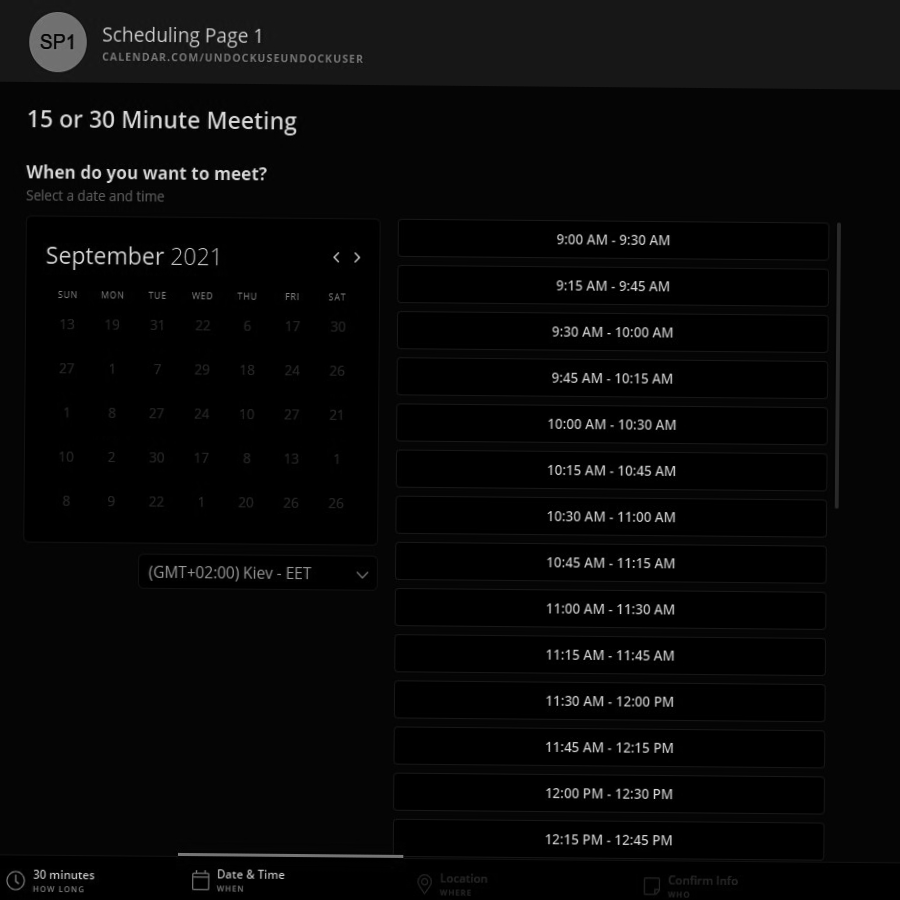 SP1
Scheduling Page 1
CALENDAR.COM/UNDOCKUSEUNDOCKUSER
15 or 30 Minute Meeting
When do you want to meet?
Select a date and time
September 2021
SUN MON TUE WED THU FRI SAT
13 19 31 22 6 17 30
27 1 7 29 18 24 26
1 8 27 24 10 27 21
10 2 30 17 8 13 1
8 9 22 1 20 26 26
(GMT+02:00) Kiev - EET
9:00 AM - 9:30 AM
9:15 AM - 9:45 AM
9:30 AM - 10:00 AM
9:45 AM - 10:15 AM
10:00 AM - 10:30 AM
10:15 AM - 10:45 AM
10:30 AM - 11:00 AM
10:45 AM - 11:15 AM
11:00 AM - 11:30 AM
11:15 AM - 11:45 AM
11:30 AM - 12:00 PM
11:45 AM - 12:15 PM
12:00 PM - 12:30 PM
12:15 PM - 12:45 PM
30 minutes
HOW LONG
Date & Time
WHEN
Location
WHERE
Confirm Info
WHO